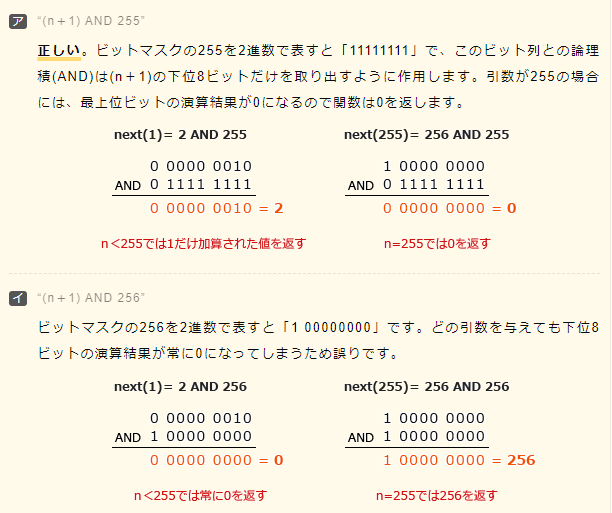 ア “(n+1) AND 255”
正しい。ビットマスクの255を2進数で表すと「11111111」で、このビット列との論理
積(AND)は(n+1)の下位8ビットだけを取り出すように作用します。引数が255の場合
には、最上位ビットの演算結果が0になるので関数は0を返します。
next(1)= 2 AND 255
0 0000 0010
AND 0 1111 1111
0 0000 0010 = 2
n<255では1だけ加算された値を返す
next(255)= 256 AND 255
1 0000 0000
AND 0 1111 1111
0 0000 0000 = 0
n=255では0を返す
イ “(n+1) AND 256”
ビットマスクの256を2進数で表すと「1 00000000」です。どの引数を与えても下位8
ビットの演算結果が常に0になってしまうため誤りです。
next(1)= 2 AND 256
0 0000 0010
AND 1 0000 0000
0 0000 0000 = 0
n<255では常に0を返す
next(255)= 256 AND 256
1 0000 0000
AND 1 0000 0000
1 0000 0000 = 256
n=255では256を返す